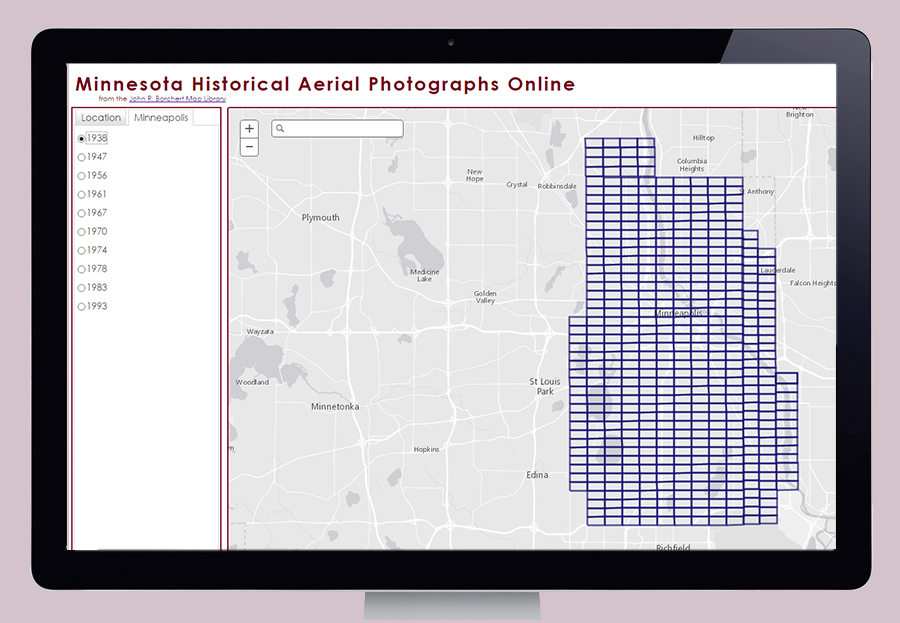 Minnesota Historical Aerial Photographs Online
from the John R. Borchert Map Library
Location
Minneapolis
1938
1947
1956
1961
1967
1970
1974
1978
1983
1993
+
−
New
Brighton
Hilltop
Columbia
Heights
New
Hope
Crystal
Robbinsdale
St Anthony
Plymouth
Medicine
Lake
Lauderdale
Falcon Heights
Golden
Valley
Minneapolis
Wayzata
Woodland
St Louis
Park
Minnetonka
Hopkins
Edina
Richfield